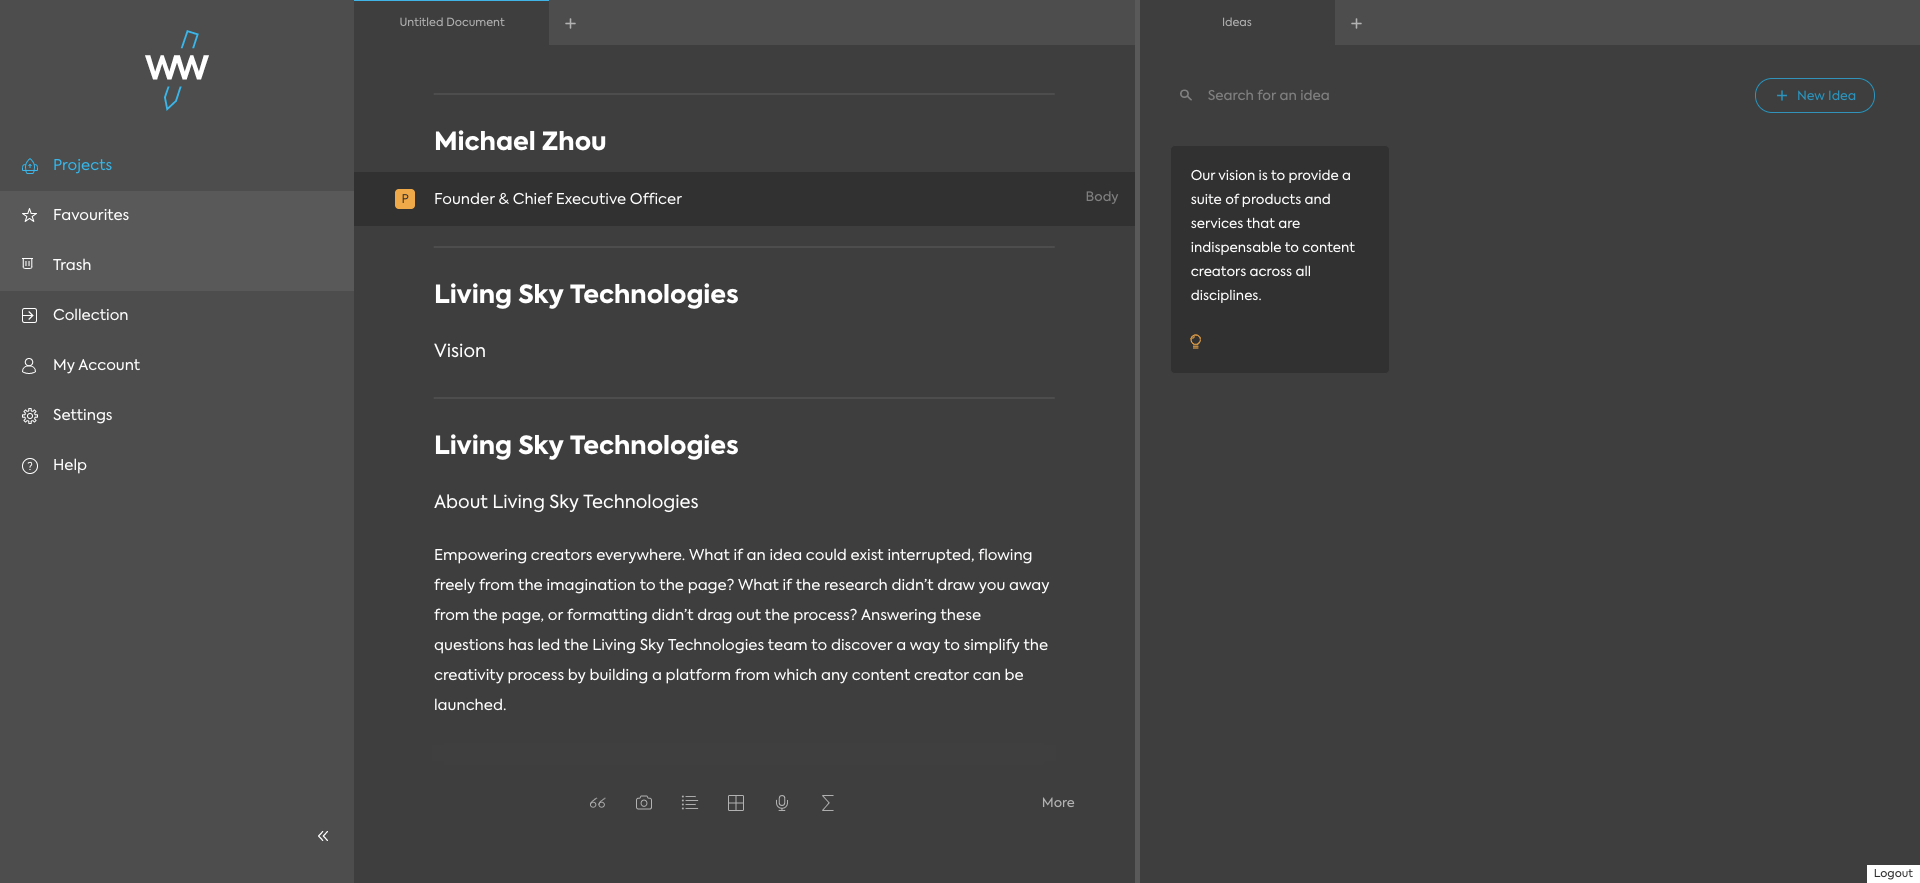 WW
Projects
Favourites
Trash
Collection
My Account
Settings
Help
Untitled Document
Michael Zhou
P Founder & Chief Executive Officer Body
Living Sky Technologies
Vision
Living Sky Technologies
About Living Sky Technologies
Empowering creators everywhere. What if an idea could exist interrupted, flowing
freely from the imagination to the page? What if the research didn’t draw you away
from the page, or formatting didn’t drag out the process? Answering these
questions has led the Living Sky Technologies team to discover a way to simplify the
creativity process by building a platform from which any content creator can be
launched.
More
Ideas
Search for an idea
+ New Idea
Our vision is to provide a
suite of products and
services that are
indispensable to content
creators across all
disciplines.
Logout